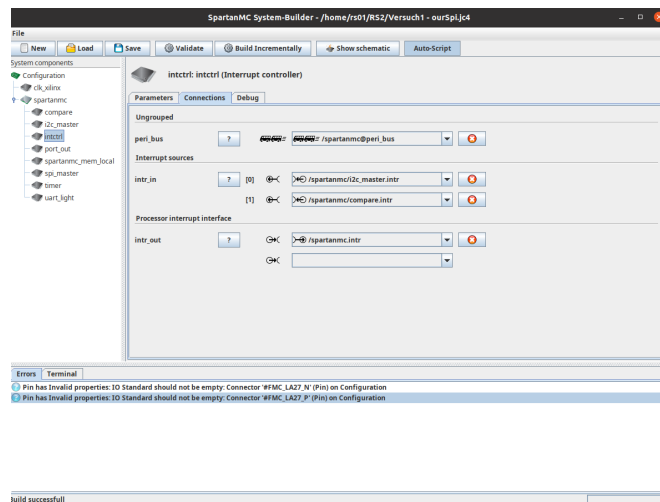 SpartanMC System-Builder - /home/rs01/RS2/Versuch1 - ourSpi.jc4
File
New Load Save Validate Build Incrementally Show schematic Auto-Script
System components
Configuration
clk_xilinx
spartanmc
compare
i2c_master
intctrl
port_out
spartanmc_mem_local
spi_master
timer
uart_light
intctrl: intctrl (Interrupt controller)
Parameters Connections Debug
Ungrouped
peri_bus ? /spartanmc@peri_bus
Interrupt sources
intr_in ? [0] /spartanmc/i2c_master.intr
[1] /spartanmc/compare.intr
Processor interrupt interface
intr_out ? /spartanmc.intr
Errors Terminal
Pin has Invalid properties: IO Standard should not be empty: Connector '#FMC_LA27_N' (Pin) on Configuration
Pin has Invalid properties: IO Standard should not be empty: Connector '#FMC_LA27_P' (Pin) on Configuration
Build successfull